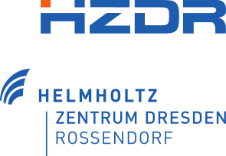 HZDR
HELMHOLTZ
ZENTRUM DRESDEN
ROSSENDORF